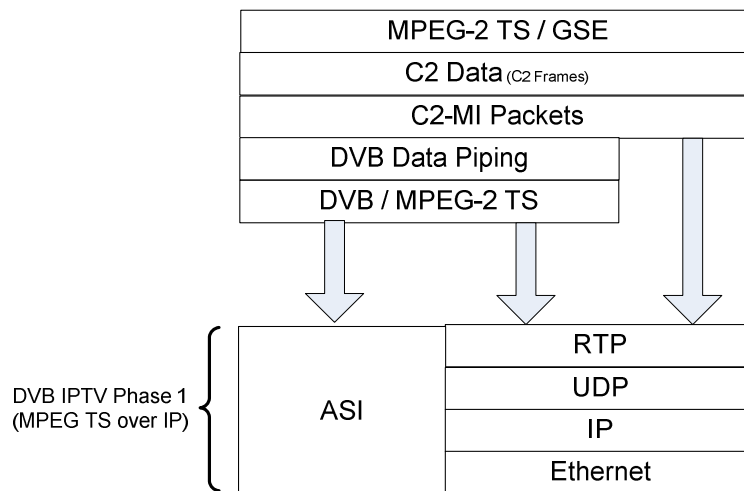 MPEG-2 TS / GSE
C2 Data (C2 Frames)
C2-MI Packets
DVB Data Piping
DVB / MPEG-2 TS
DVB IPTV Phase 1
(MPEG TS over IP)
ASI
RTP
UDP
IP
Ethernet